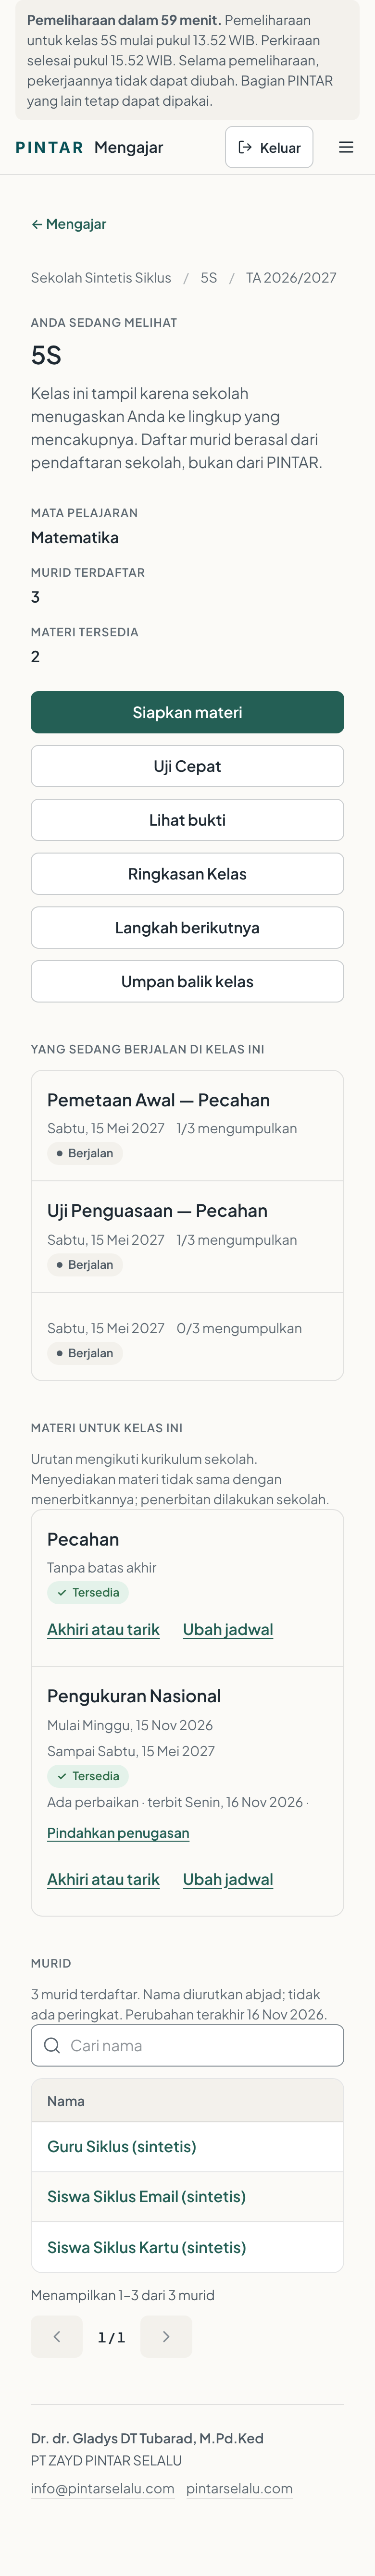 Pemeliharaan dalam 59 menit. Pemeliharaan
untuk kelas 5S mulai pukul 13.52 WIB. Perkiraan
selesai pukul 15.52 WIB. Selama pemeliharaan,
pekerjaannya tidak dapat diubah. Bagian PINTAR
yang lain tetap dapat dipakai.
PINTAR Mengajar
Keluar
← Mengajar
Sekolah Sintetis Siklus / 5S / TA 2026/2027
ANDA SEDANG MELIHAT
5S
Kelas ini tampil karena sekolah
menugaskan Anda ke lingkup yang
mencakupnya. Daftar murid berasal dari
pendaftaran sekolah, bukan dari PINTAR.
MATA PELAJARAN
Matematika
MURID TERDAFTAR
3
MATERI TERSEDIA
2
Siapkan materi
Uji Cepat
Lihat bukti
Ringkasan Kelas
Langkah berikutnya
Umpan balik kelas
YANG SEDANG BERJALAN DI KELAS INI
Pemetaan Awal — Pecahan
Sabtu, 15 Mei 2027 1/3 mengumpulkan
Berjalan
Uji Penguasaan — Pecahan
Sabtu, 15 Mei 2027 1/3 mengumpulkan
Berjalan
Sabtu, 15 Mei 2027 0/3 mengumpulkan
Berjalan
MATERI UNTUK KELAS INI
Urutan mengikuti kurikulum sekolah.
Menyediakan materi tidak sama dengan
menerbitkannya; penerbitan dilakukan sekolah.
Pecahan
Tanpa batas akhir
✓ Tersedia
Akhiri atau tarik Ubah jadwal
Pengukuran Nasional
Mulai Minggu, 15 Nov 2026
Sampai Sabtu, 15 Mei 2027
✓ Tersedia
Ada perbaikan · terbit Senin, 16 Nov 2026 ·
Pindahkan penugasan
Akhiri atau tarik Ubah jadwal
MURID
3 murid terdaftar. Nama diurutkan abjad; tidak
ada peringkat. Perubahan terakhir 16 Nov 2026.
Cari nama
Nama
Guru Siklus (sintetis)
Siswa Siklus Email (sintetis)
Siswa Siklus Kartu (sintetis)
Menampilkan 1–3 dari 3 murid
1/1
Dr. dr. Gladys DT Tubarad, M.Pd.Ked
PT ZAYD PINTAR SELALU
info@pintarselalu.com pintarselalu.com